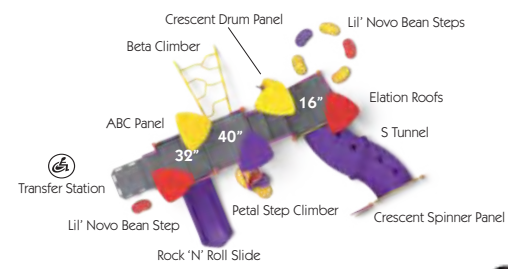 Crescent Drum Panel
Lil' Novo Bean Steps
Beta Climber
16"
Elation Roofs
ABC Panel
40"
S Tunnel
32"
Transfer Station
Petal Step Climber
Crescent Spinner Panel
Lil' Novo Bean Step
Rock 'N' Roll Slide